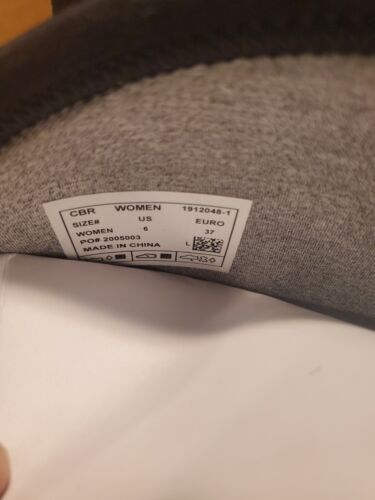 CBR WOMEN 1912048-1
SIZE# US EURO
WOMEN 6 37
PO# 2005003 L
MADE IN CHINA